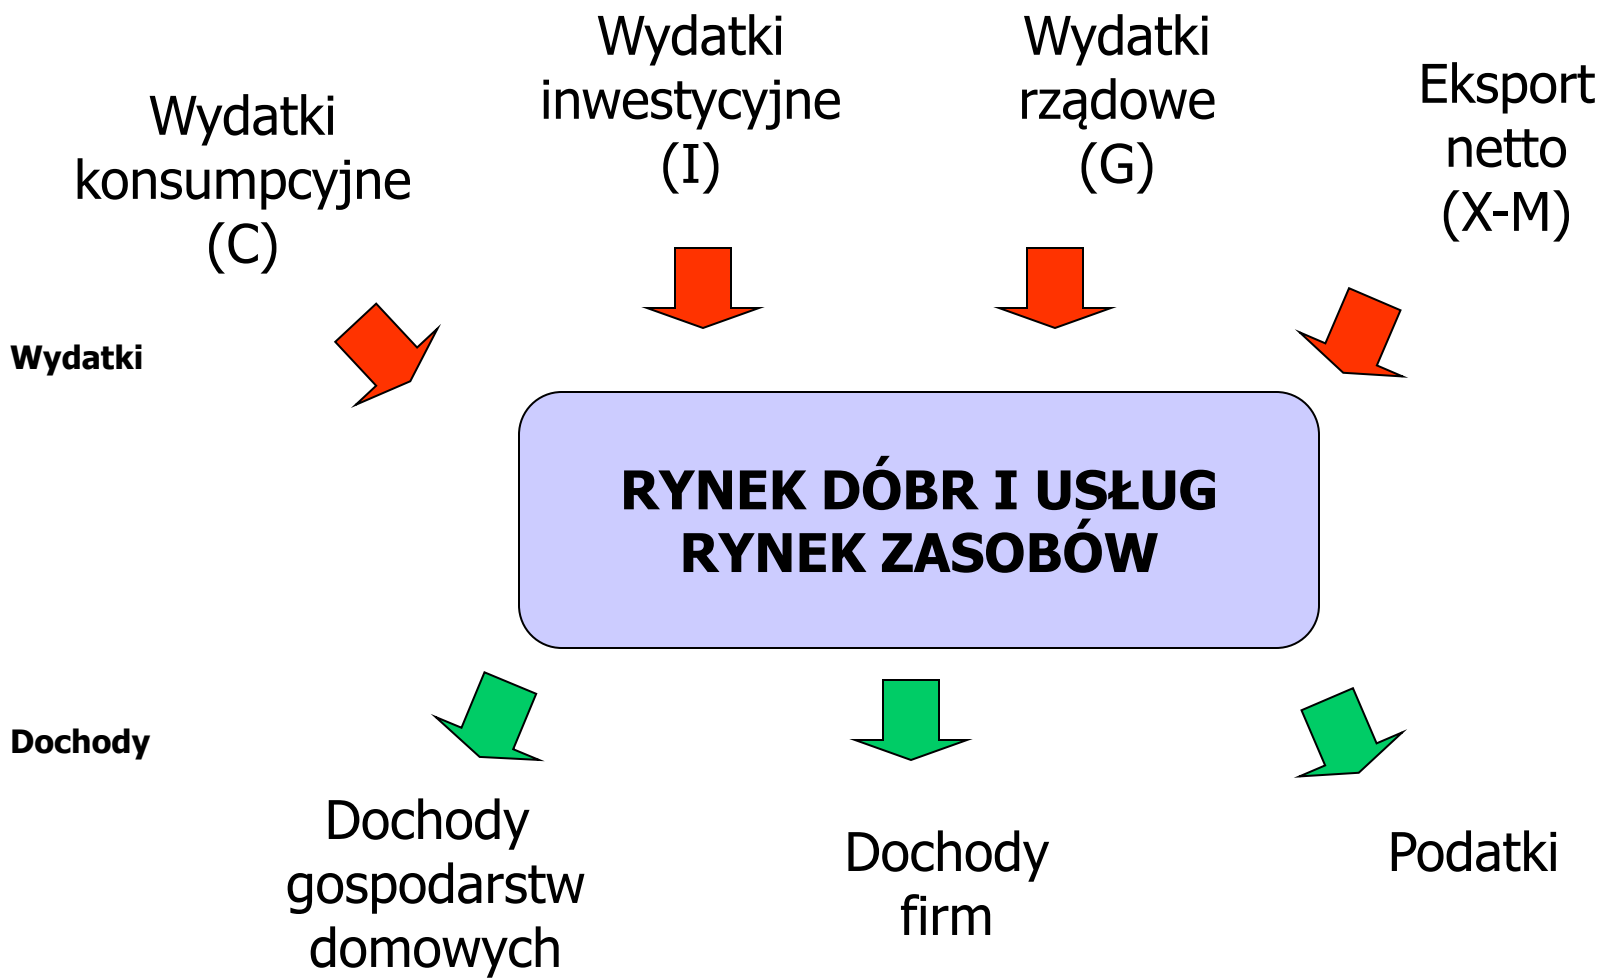 Wydatki
konsumpcyjne
(C)
Wydatki
inwestycyjne
(I)
Wydatki
rządowe
(G)
Eksport
netto
(X-M)
Wydatki
RYNEK DÓBR I USŁUG
RYNEK ZASOBÓW
Dochody
Dochody
gospodarstw
domowych
Dochody
firm
Podatki